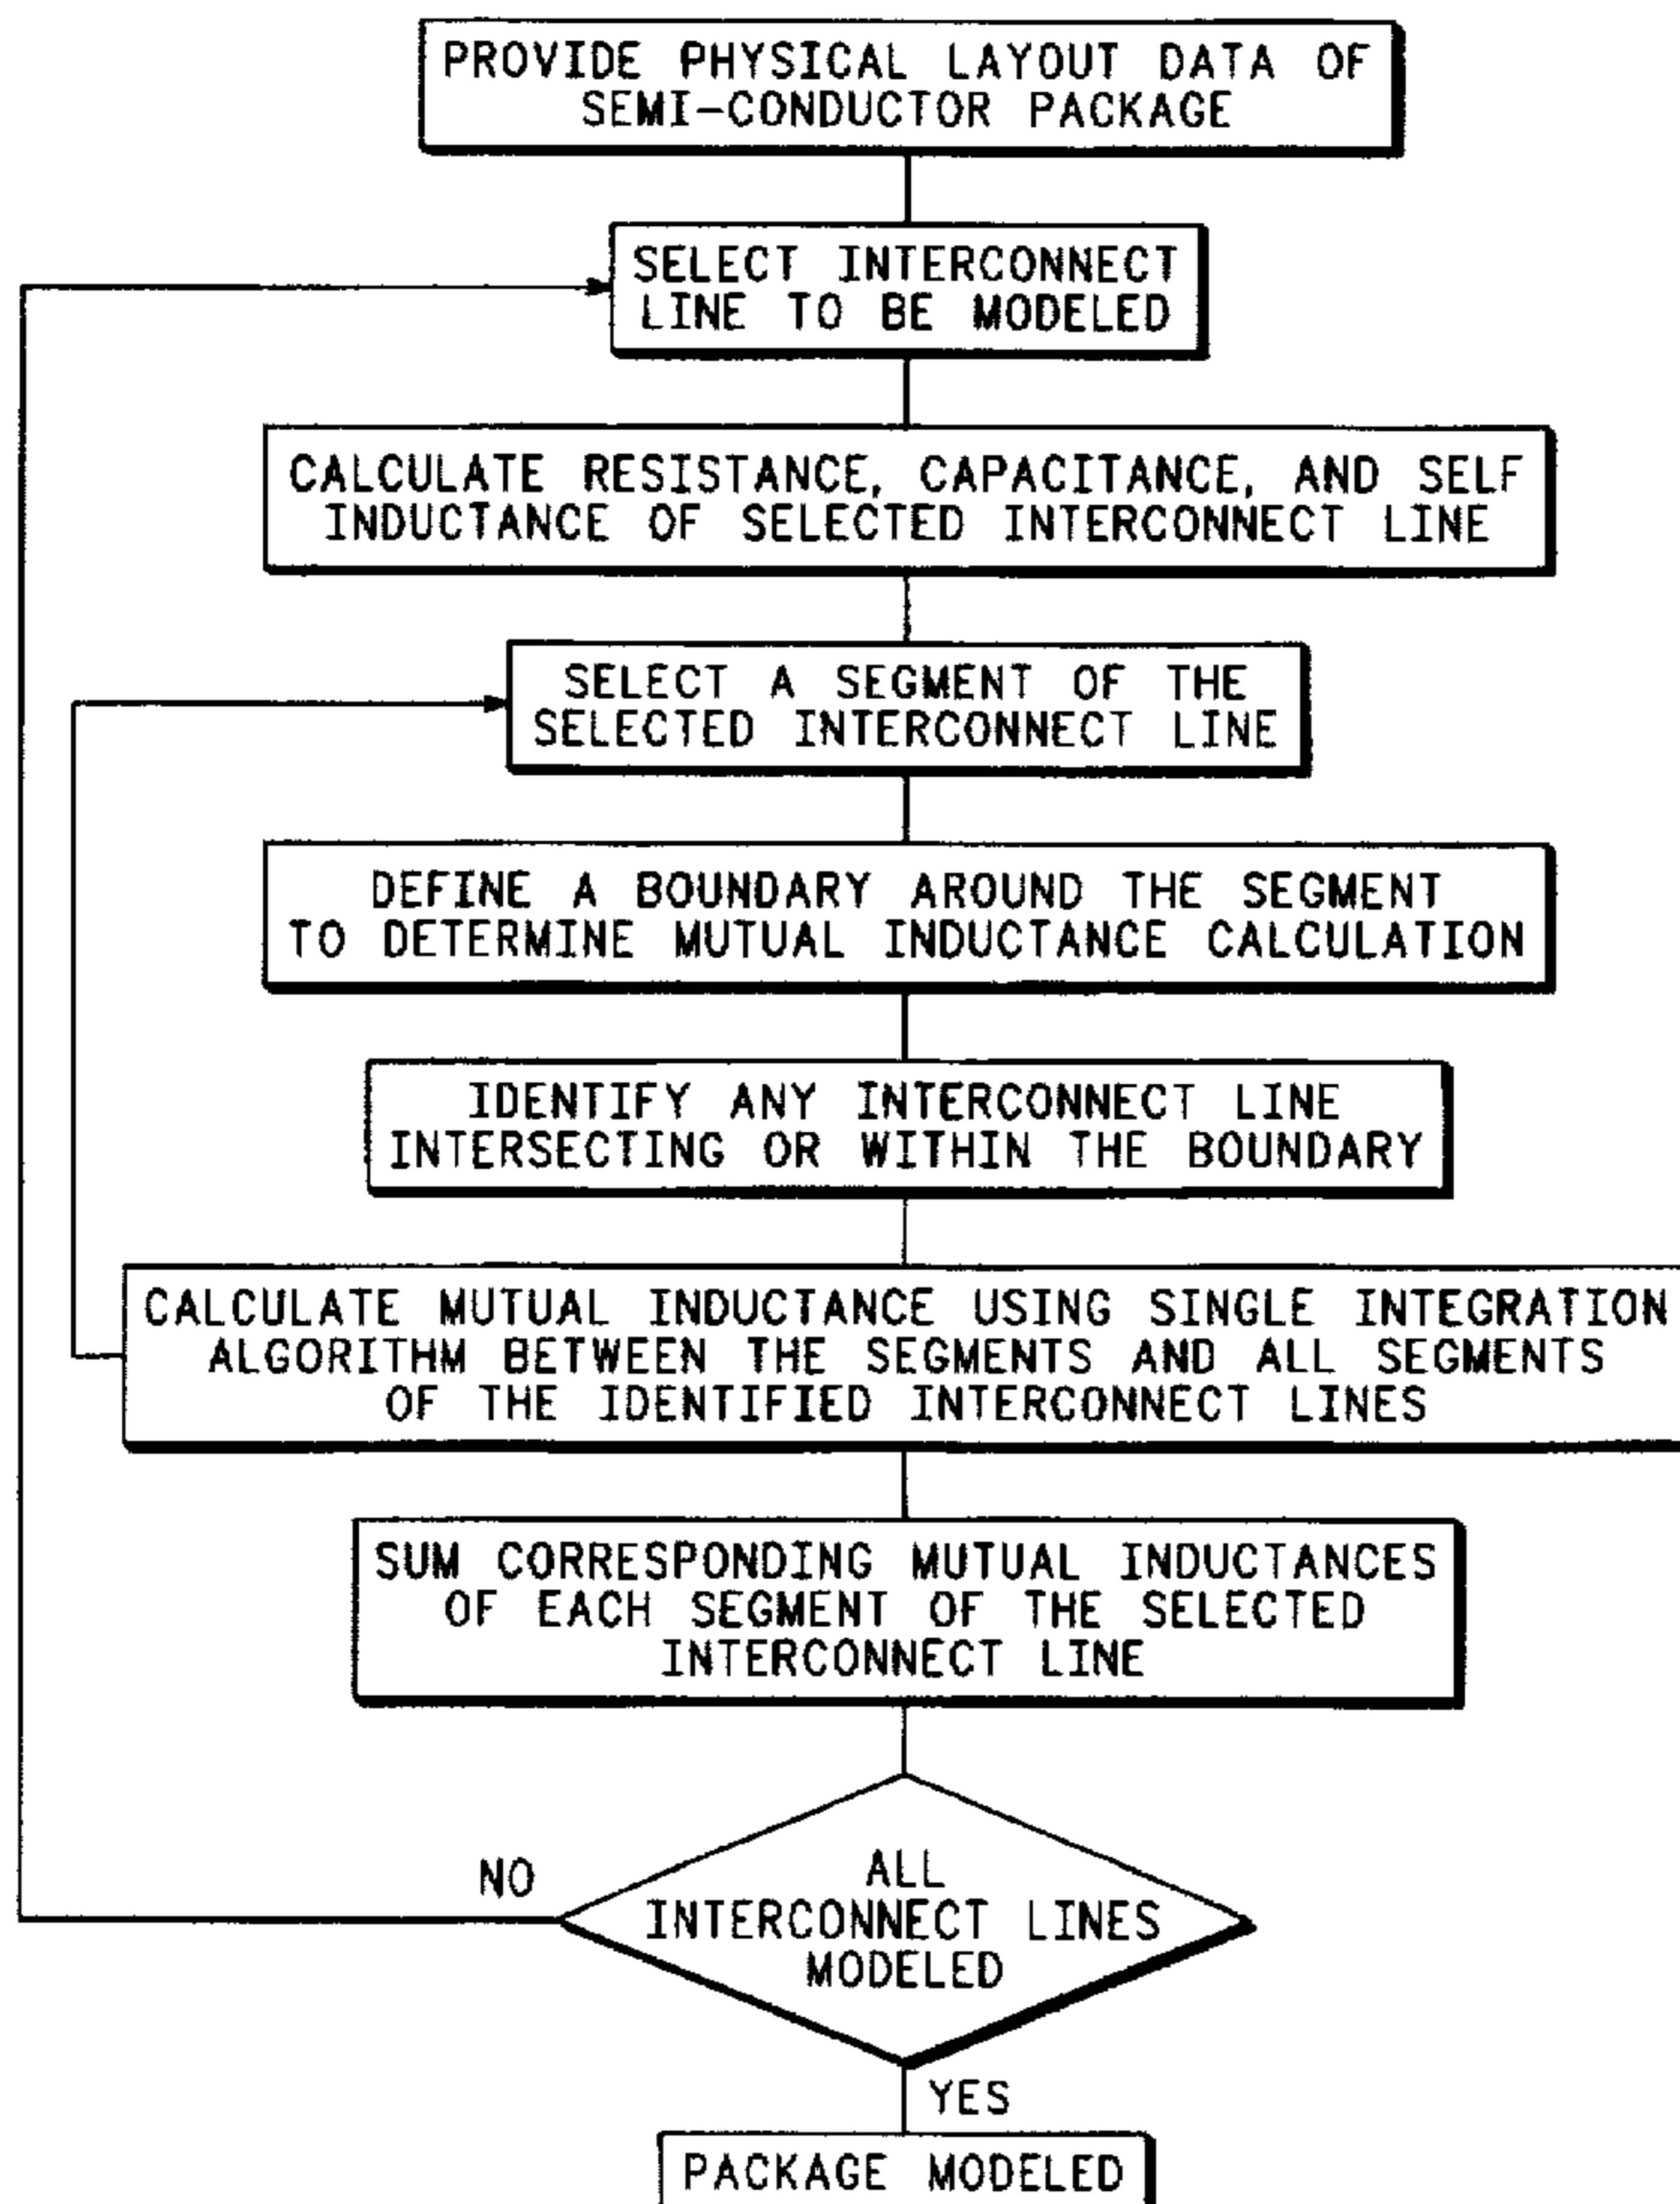 PROVIDE PHYSICAL LAYOUT DATA OF
SEMI-CONDUCTOR PACKAGE
SELECT INTERCONNECT
LINE TO BE MODELED
CALCULATE RESISTANCE, CAPACITANCE, AND SELF
INDUCTANCE OF SELECTED INTERCONNECT LINE
SELECT A SEGMENT OF THE
SELECTED INTERCONNECT LINE
DEFINE A BOUNDARY AROUND THE SEGMENT
TO DETERMINE MUTUAL INDUCTANCE CALCULATION
IDENTIFY ANY INTERCONNECT LINE
INTERSECTING OR WITHIN THE BOUNDARY
CALCULATE MUTUAL INDUCTANCE USING SINGLE INTEGRATION
ALGORITHM BETWEEN THE SEGMENTS AND ALL SEGMENTS
OF THE IDENTIFIED INTERCONNECT LINES
SUM CORRESPONDING MUTUAL INDUCTANCES
OF EACH SEGMENT OF THE SELECTED
INTERCONNECT LINE
NO
ALL
INTERCONNECT LINES
MODELED
YES
PACKAGE MODELED